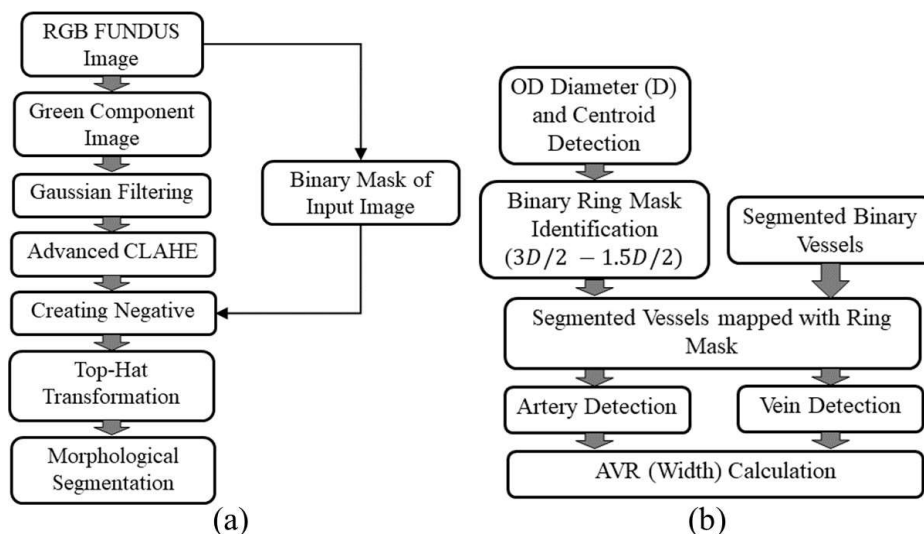 RGB FUNDUS
Image
Green Component
Image
Gaussian Filtering
Advanced CLAHE
Creating Negative
Top-Hat
Transformation
Morphological
Segmentation
Binary Mask of
Input Image
(a)
OD Diameter (D)
and Centroid
Detection
Binary Ring Mask
Identification
(3D/2 − 1.5D/2)
Segmented Binary
Vessels
Segmented Vessels mapped with Ring
Mask
Artery Detection
Vein Detection
AVR (Width) Calculation
(b)